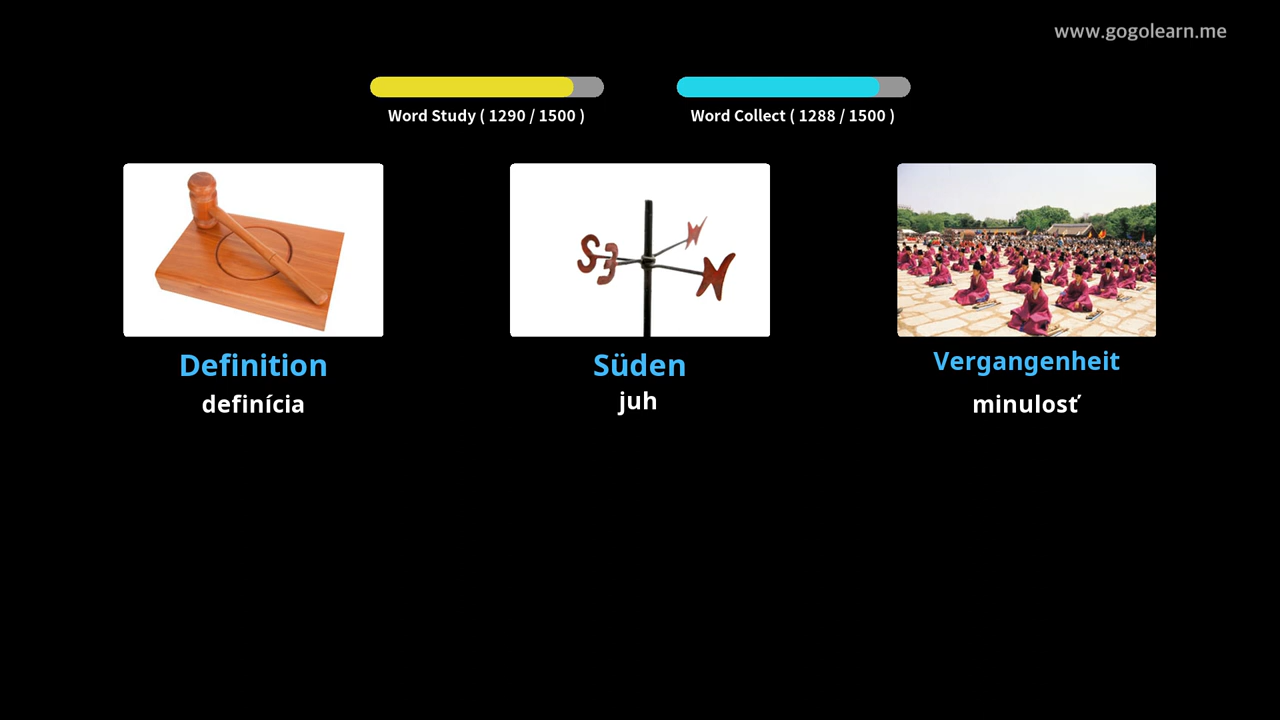 www.gogolearn.me
Word Study ( 1290 / 1500 )
Word Collect ( 1288 / 1500 )
S
E
N
W
Definition
Süden
Vergangenheit
definícia
juh
minulosť